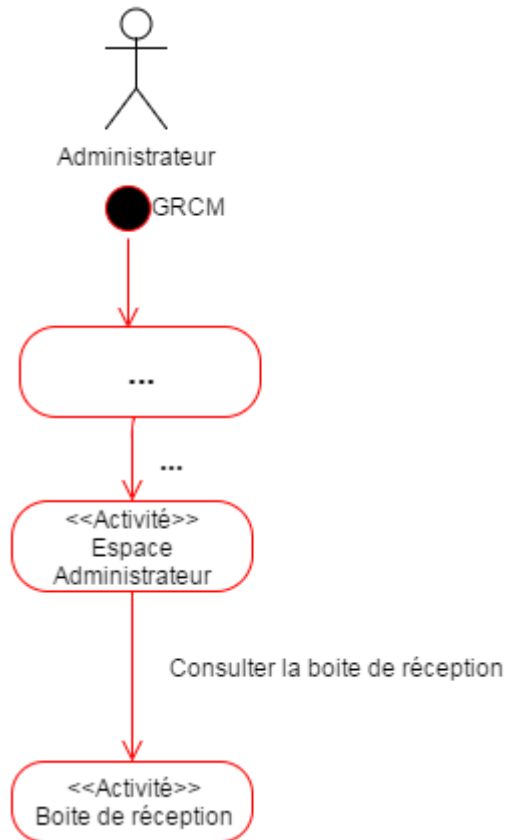 Administrateur
GRCM
...
...
<<Activité>>
Espace
Administrateur
Consulter la boite de réception
<<Activité>>
Boite de réception